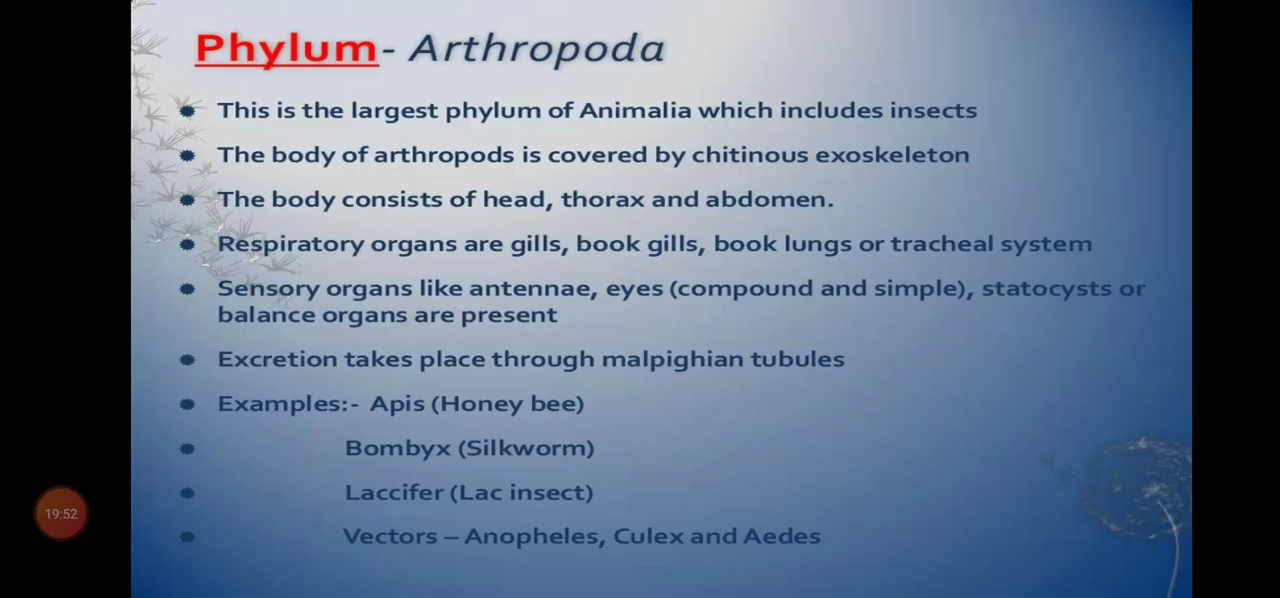 Phylum- Arthropoda
This is the largest phylum of Animalia which includes insects
The body of arthropods is covered by chitinous exoskeleton
The body consists of head, thorax and abdomen.
Respiratory organs are gills, book gills, book lungs or tracheal system
Sensory organs like antennae, eyes (compound and simple), statocysts or
balance organs are present
Excretion takes place through malpighian tubules
Examples:- Apis (Honey bee)
Bombyx (Silkworm)
Laccifer (Lac insect)
19:52
Vectors – Anopheles, Culex and Aedes